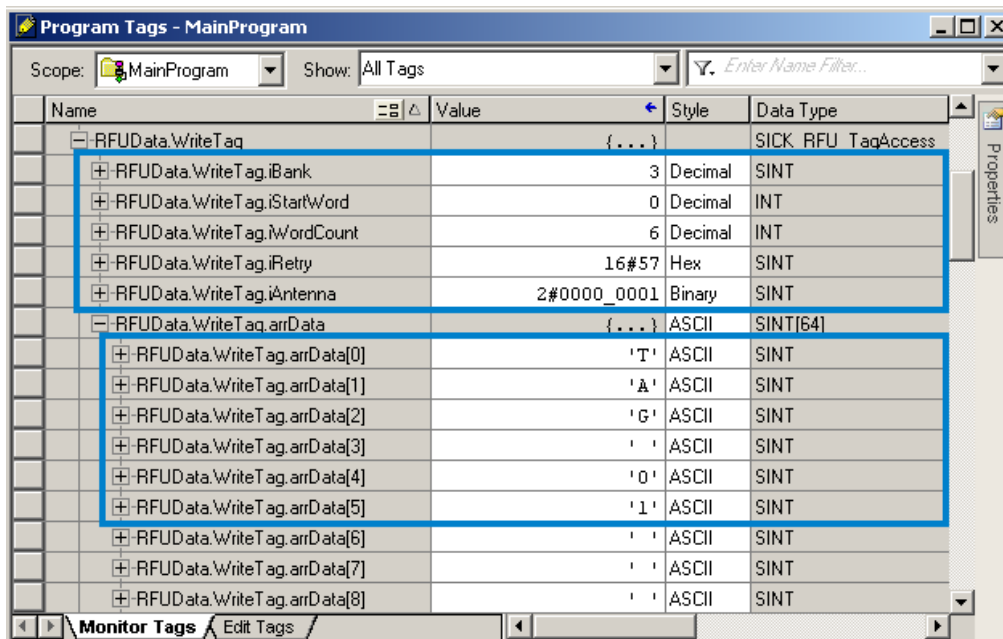 Program Tags - MainProgram
Scope: MainProgram Show: All Tags Enter Name Filter...
Name Value Style Data Type
RFUData.WriteTag {...} SICK_RFU_TagAccess
RFUData.WriteTag.iBank 3 Decimal SINT
RFUData.WriteTag.iStartWord 0 Decimal INT
RFUData.WriteTag.iWordCount 6 Decimal INT
RFUData.WriteTag.iRetry 16#57 Hex SINT
RFUData.WriteTag.iAntenna 2#0000_0001 Binary SINT
RFUData.WriteTag.arrData {...} ASCII SINT[64]
RFUData.WriteTag.arrData[0] 'T' ASCII SINT
RFUData.WriteTag.arrData[1] 'A' ASCII SINT
RFUData.WriteTag.arrData[2] 'G' ASCII SINT
RFUData.WriteTag.arrData[3] ' ' ASCII SINT
RFUData.WriteTag.arrData[4] '0' ASCII SINT
RFUData.WriteTag.arrData[5] '1' ASCII SINT
RFUData.WriteTag.arrData[6] ' ' ASCII SINT
RFUData.WriteTag.arrData[7] ' ' ASCII SINT
RFUData.WriteTag.arrData[8] ' ' ASCII SINT
Monitor Tags Edit Tags
Properties